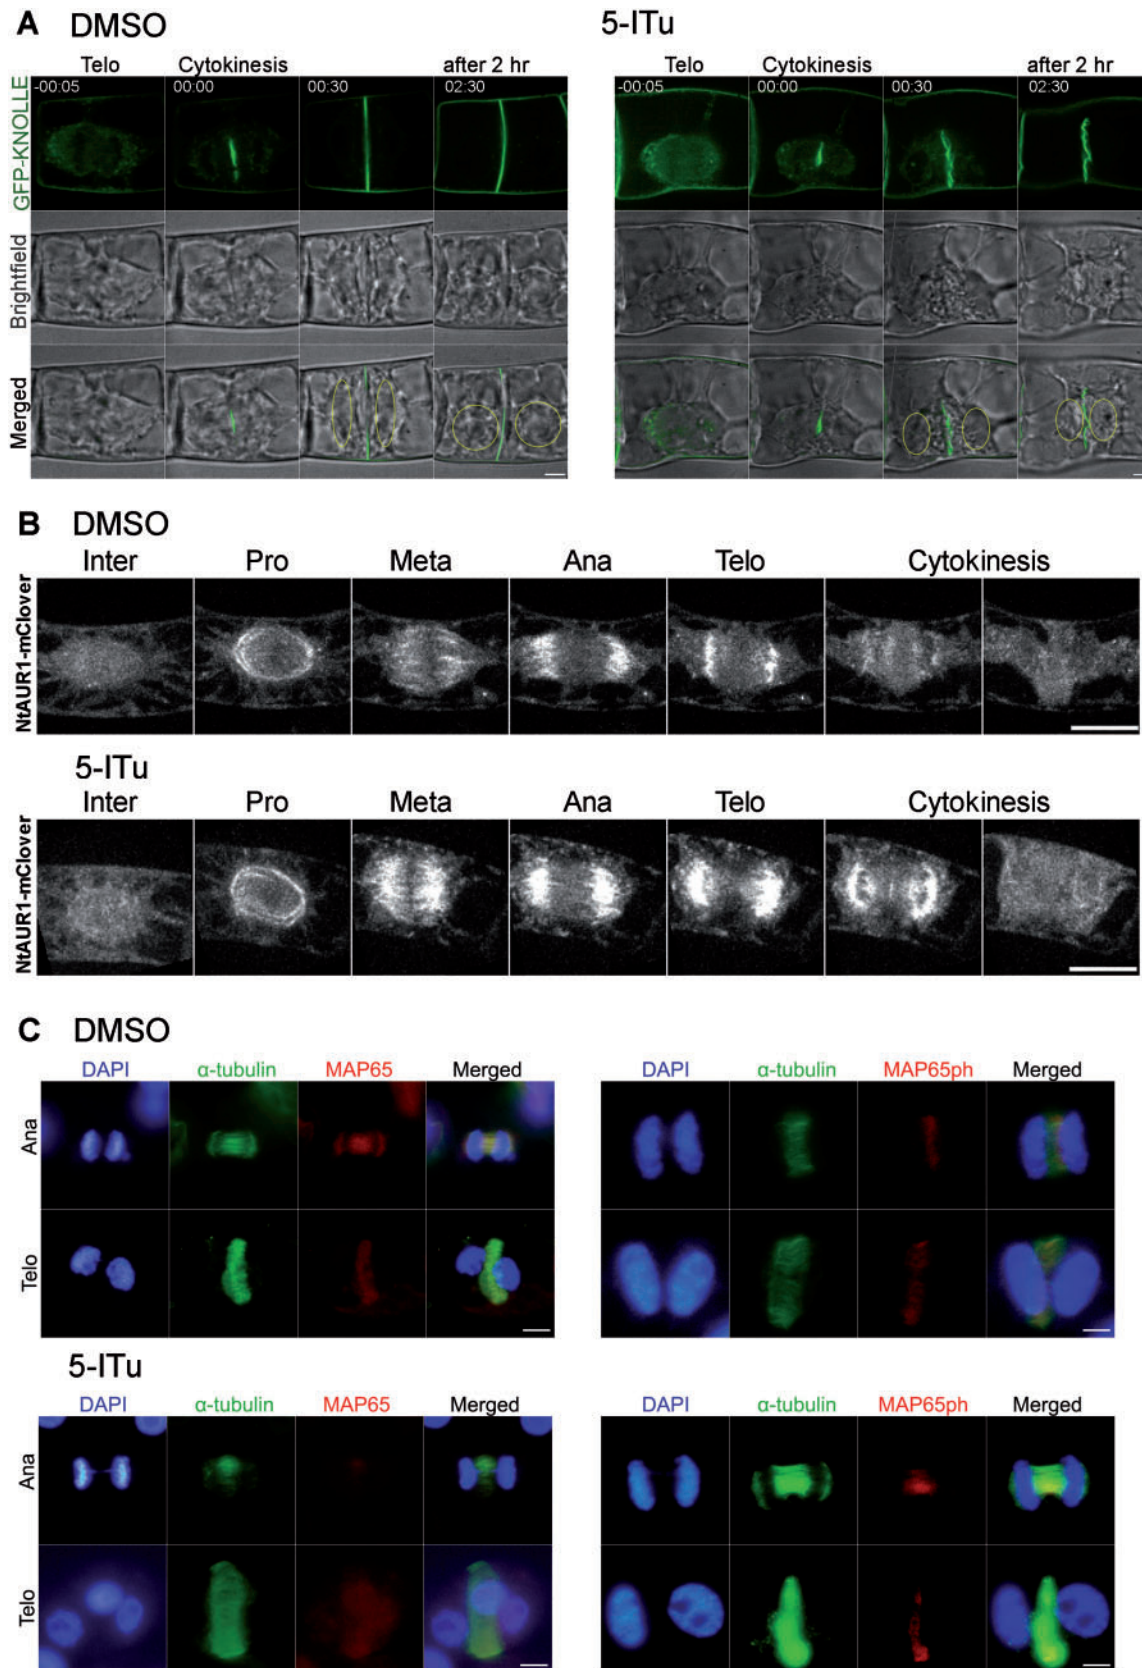 A DMSO
5-ITu
Telo Cytokinesis after 2 hr
Telo Cytokinesis after 2 hr
-00:05 00:00 00:30 02:30
-00:05 00:00 00:30 02:30
GFP-KNOLLE
Brightfield
Merged
B DMSO
Inter Pro Meta Ana Telo Cytokinesis
NtAUR1-mClover
5-ITu
Inter Pro Meta Ana Telo Cytokinesis
NtAUR1-mClover
C DMSO
DAPI α-tubulin MAP65 Merged
DAPI α-tubulin MAP65ph Merged
Ana
Telo
5-ITu
DAPI α-tubulin MAP65 Merged
DAPI α-tubulin MAP65ph Merged
Ana
Telo